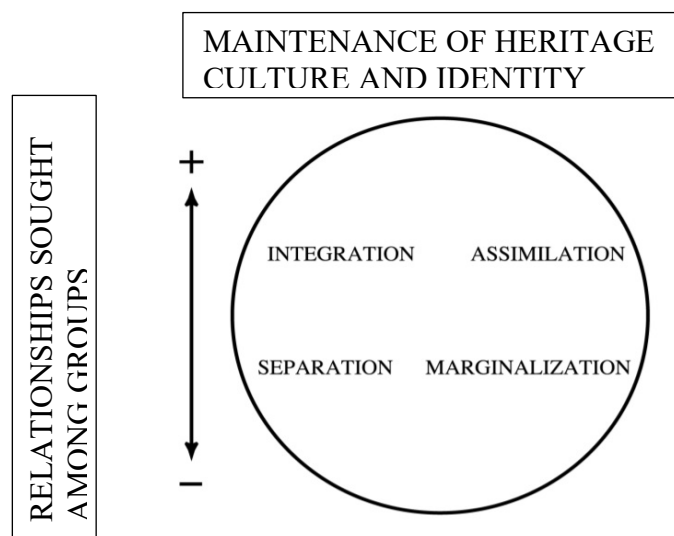 MAINTENANCE OF HERITAGE
CULTURE AND IDENTITY
RELATIONSHIPS SOUGHT
AMONG GROUPS
+
INTEGRATION ASSIMILATION
SEPARATION MARGINALIZATION
−